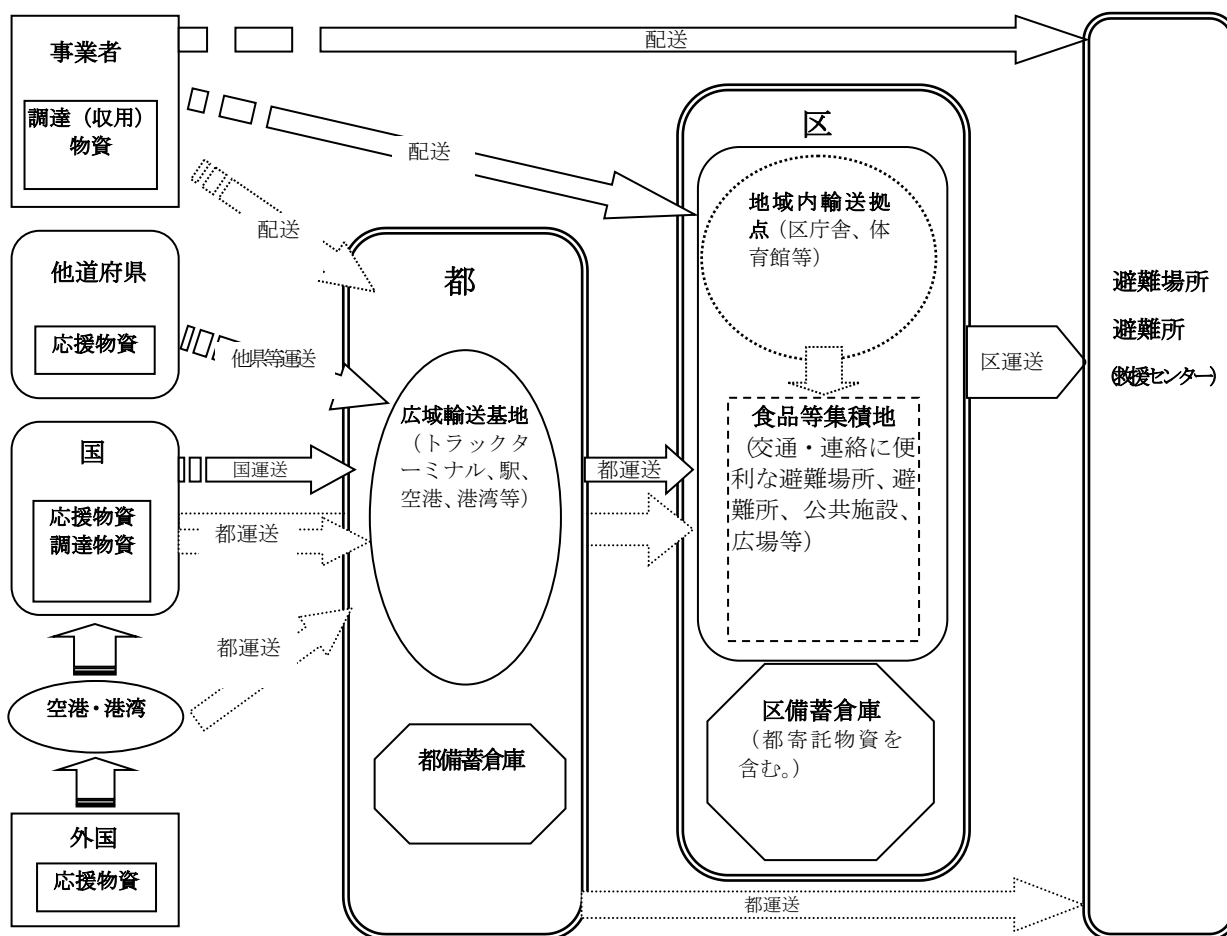 事業者
調達（収用）
物資
配送
配送
配送
他道府県
応援物資
他県等運送
国
応援物資
調達物資
国運送
都運送
都運送
空港・港湾
外国
応援物資
都
広域輸送基地
（トラックタ
ーミナル、駅、
空港、港湾等）
都備蓄倉庫
都運送
都運送
区
地域内輸送拠
点（区庁舎、体
育館等）
食品等集積地
（交通・連絡に便
利な避難場所、避
難所、公共施設、
広場等）
区備蓄倉庫
（都寄託物資を
含む。）
区運送
避難場所
避難所
（救援センター）